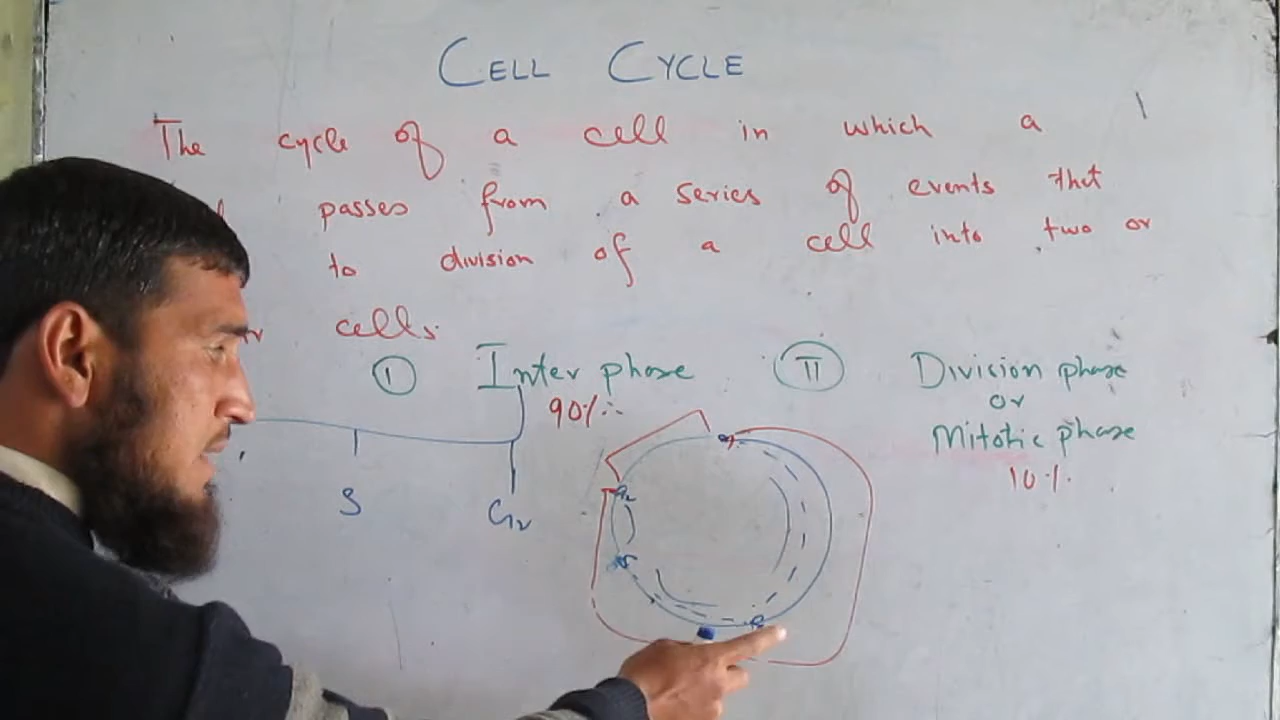 CELL CYCLE
The cycle of a cell in which a
passes from a series of events that
to division of a cell into two or
cells.
I Inter phase II Division phase
90%
or
Mitotic phase
10%
S G2
G2